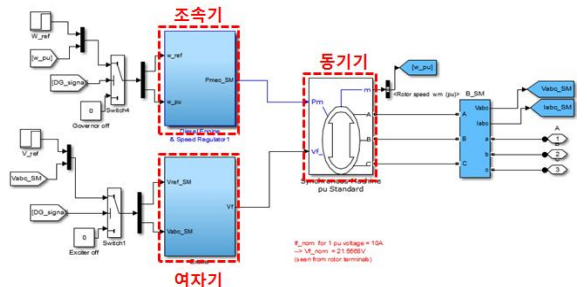 조속기
W_ref
[w_pu]
[DG_signal]
0
Governor off
Switch4
w_ref
w_pu
Pmec_SM
Diesel Engine
& Speed Regulator1
동기기
Pm
Vf_
m
A
B
C
Synchronous Machine
pu Standard
[w_pu]
<Rotor speed wm (pu)>
B_SM
A
B
C
Vabc
Iabc
a
b
c
Vabc_SM
Iabc_SM
A
1
2
C
3
V_ref
Vabc_SM
[DG_signal]
0
Exciter off
Switch1
Vref_SM
Vabc_SM
Vf
여자기
If_nom for 1 pu voltage = 10A
--> Vf_nom = 21.6668V
(seen from rotor terminals)